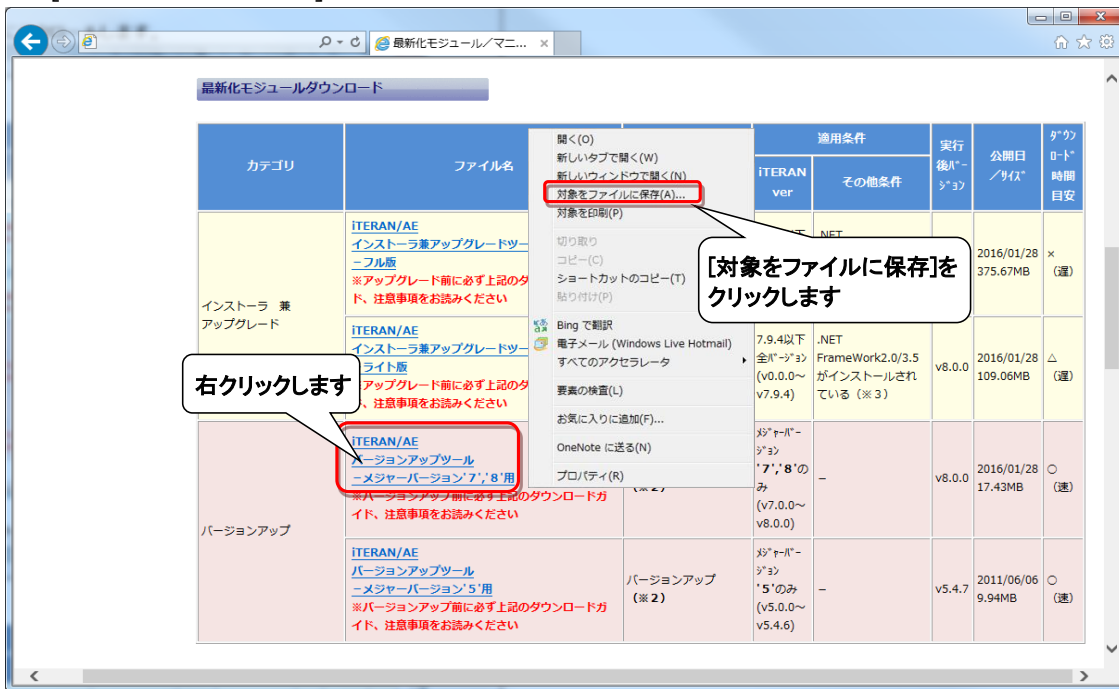 最新化モジュール／マニ...
最新化モジュールダウンロード
カテゴリ
ファイル名
適用条件
iTERAN
ver
その他条件
実行
後ﾊﾞｰ
ｼﾞｮﾝ
公開日
／ｻｲｽﾞ
ﾀﾞｳﾝ
ﾛｰﾄﾞ
時間
目安
インストーラ 兼
アップグレード
iTERAN/AE
インストーラ兼アップグレードツー
－フル版
※アップグレード前に必ず上記のダ
ド、注意事項をお読みください
.NET
2016/01/28
375.67MB
×
（遅）
iTERAN/AE
インストーラ兼アップグレードツー
ライト版
アップグレード前に必ず上記のダ
、注意事項をお読みください
7.9.4以下
全ﾊﾞｰｼﾞｮﾝ
(v0.0.0～
v7.9.4)
.NET
FrameWork2.0/3.5
がインストールされ
ている（※３）
v8.0.0
2016/01/28
109.06MB
△
（遅）
バージョンアップ
iTERAN/AE
バージョンアップツール
－メジャーバージョン'７','８'用
※バージョンアップ前に必ず上記のダウンロードガ
イド、注意事項をお読みください
(※２)
ﾒｼﾞｬｰﾊﾞｰ
ｼﾞｮﾝ
'７','８'の
み
(v7.0.0～
v8.0.0)
－
v8.0.0
2016/01/28
17.43MB
○
（速）
iTERAN/AE
バージョンアップツール
－メジャーバージョン'５'用
※バージョンアップ前に必ず上記のダウンロードガ
イド、注意事項をお読みください
バージョンアップ
(※２)
ﾒｼﾞｬｰﾊﾞｰ
ｼﾞｮﾝ
'５'のみ
(v5.0.0～
v5.4.6)
－
v5.4.7
2011/06/06
9.94MB
○
（速）
開く(O)
新しいタブで開く(W)
新しいウィンドウで開く(N)
対象をファイルに保存(A)...
対象を印刷(P)
切り取り
コピー(C)
ショートカットのコピー(T)
貼り付け(P)
Bing で翻訳
電子メール (Windows Live Hotmail)
すべてのアクセラレータ
要素の検査(L)
お気に入りに追加(F)...
OneNote に送る(N)
プロパティ(R)
[対象をファイルに保存]を
クリックします
右クリックします